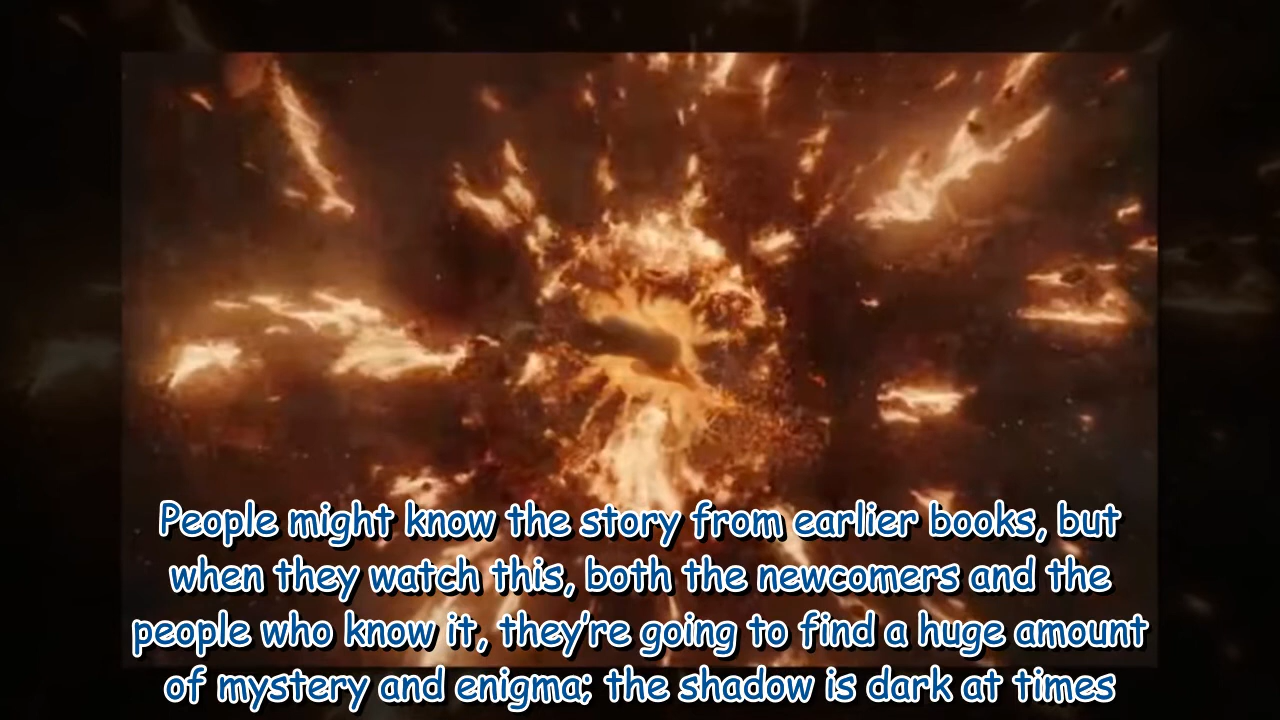 People might know the story from earlier books, but
when they watch this, both the newcomers and the
people who know it, they're going to find a huge amount
of mystery and enigma; the shadow is dark at times